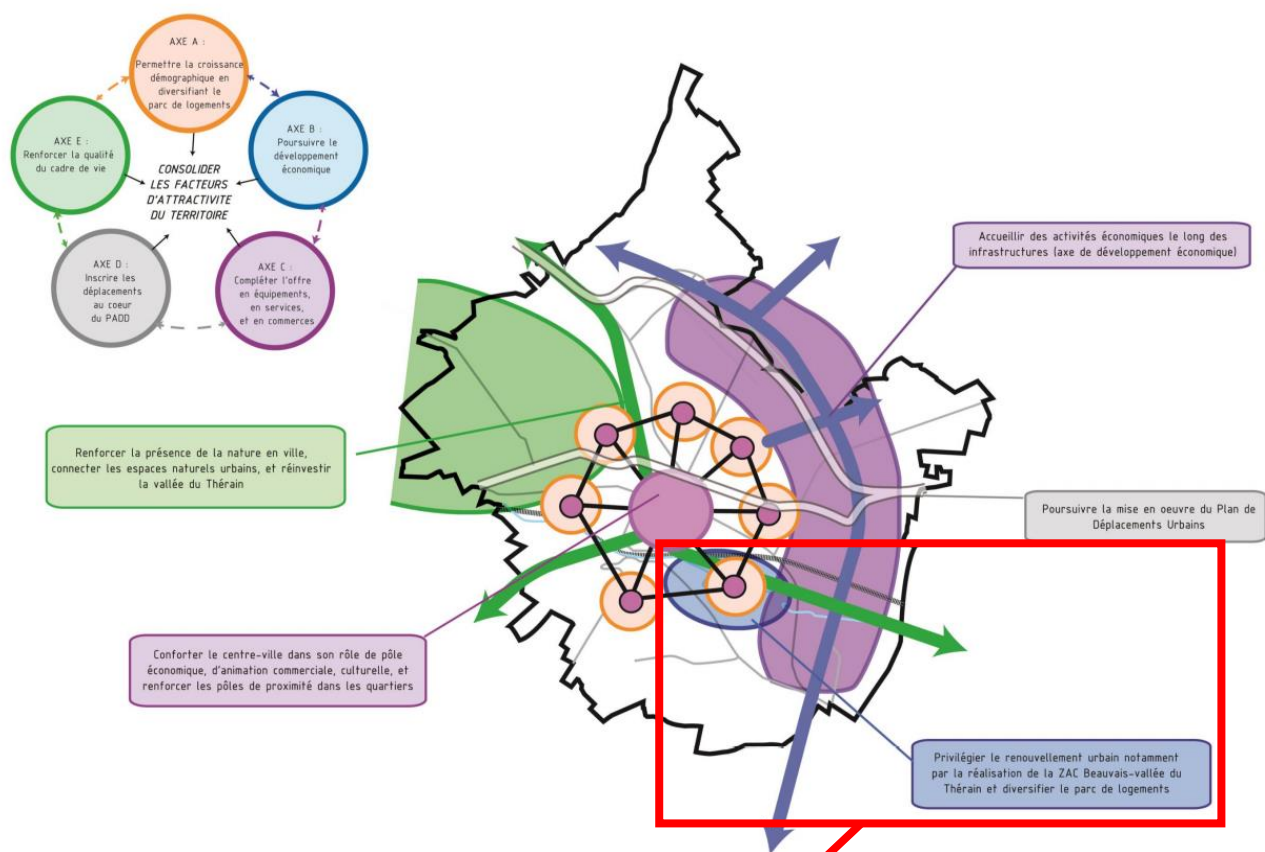 AXE A :
Permettre la croissance
démographique en
diversifiant le
parc de logements
AXE B :
Poursuivre le
développement
économique
AXE E :
Renforcer la qualité
du cadre de vie
CONSOLIDER
LES FACTEURS
D'ATTRACTIVITE
DU TERRITOIRE
AXE D :
Inscrire les
déplacements
au coeur
du PADD
AXE C :
Compléter l'offre
en équipements,
en services,
et en commerces
Accueillir des activités économiques le long des
infrastructures (axe de développement économique)
Renforcer la présence de la nature en ville,
connecter les espaces naturels urbains, et réinvestir
la vallée du Thérain
Poursuivre la mise en oeuvre du Plan de
Déplacements Urbains
Conforter le centre-ville dans son rôle de pôle
économique, d'animation commerciale, culturelle, et
renforcer les pôles de proximité dans les quartiers
Privilégier le renouvellement urbain notamment
par la réalisation de la ZAC Beauvais-vallée du
Thérain et diversifier le parc de logements